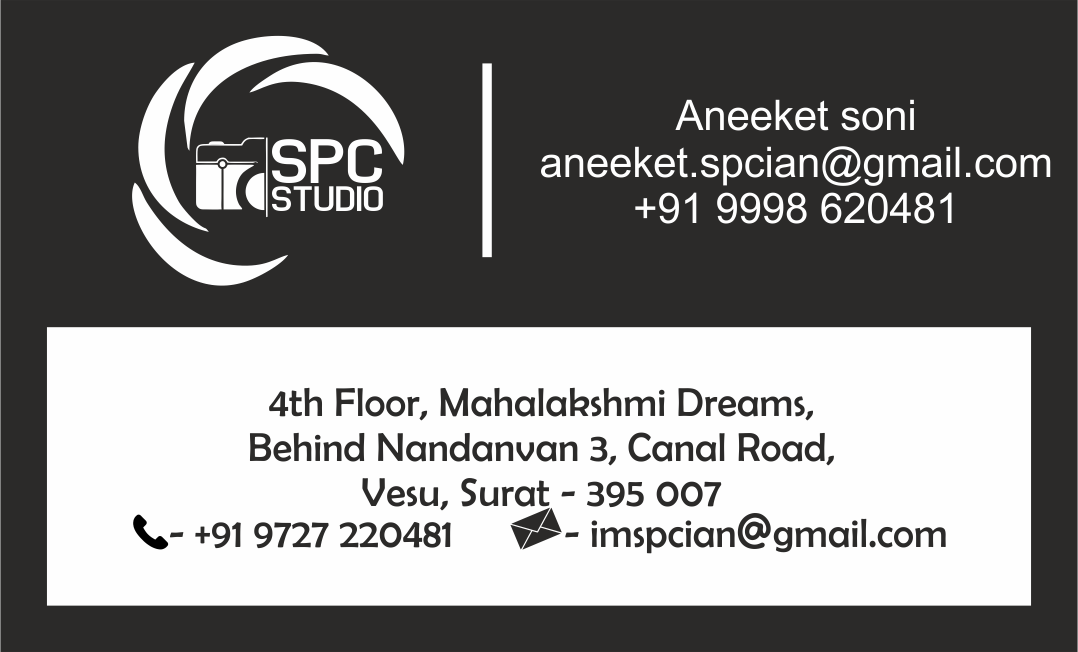 SPC
STUDIO
Aneeket soni
aneeket.spcian@gmail.com
+91 9998 620481
4th Floor, Mahalakshmi Dreams,
Behind Nandanvan 3, Canal Road,
Vesu, Surat - 395 007
- +91 9727 220481 - imspcian@gmail.com